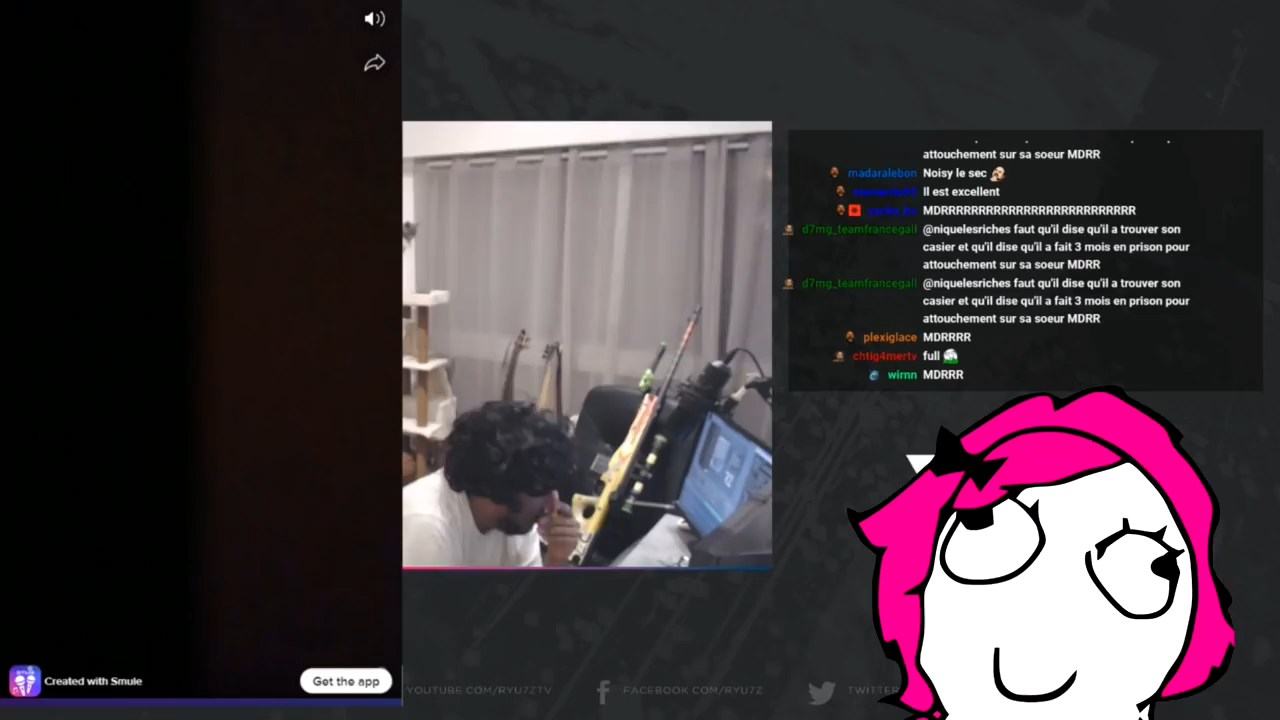 attouchement sur sa soeur MDRR
madaralebon Noisy le sec
Il est excellent
MDRRRRRRRRRRRRRRRRRRRRRRRRRR
d7mg_teamfrancegall @niquelesriches faut qu'il dise qu'il a trouver son
casier et qu'il dise qu'il a fait 3 mois en prison pour
attouchement sur sa soeur MDRR
d7mg_teamfrancegall @niquelesriches faut qu'il dise qu'il a trouver son
casier et qu'il dise qu'il a fait 3 mois en prison pour
attouchement sur sa soeur MDRR
plexiglace MDRRRR
chtig4mertv full
wirnn MDRRR
Created with Smule
Get the app
YOUTUBE.COM/RYU7ZTV
FACEBOOK.COM/RYU7Z
TWITTER